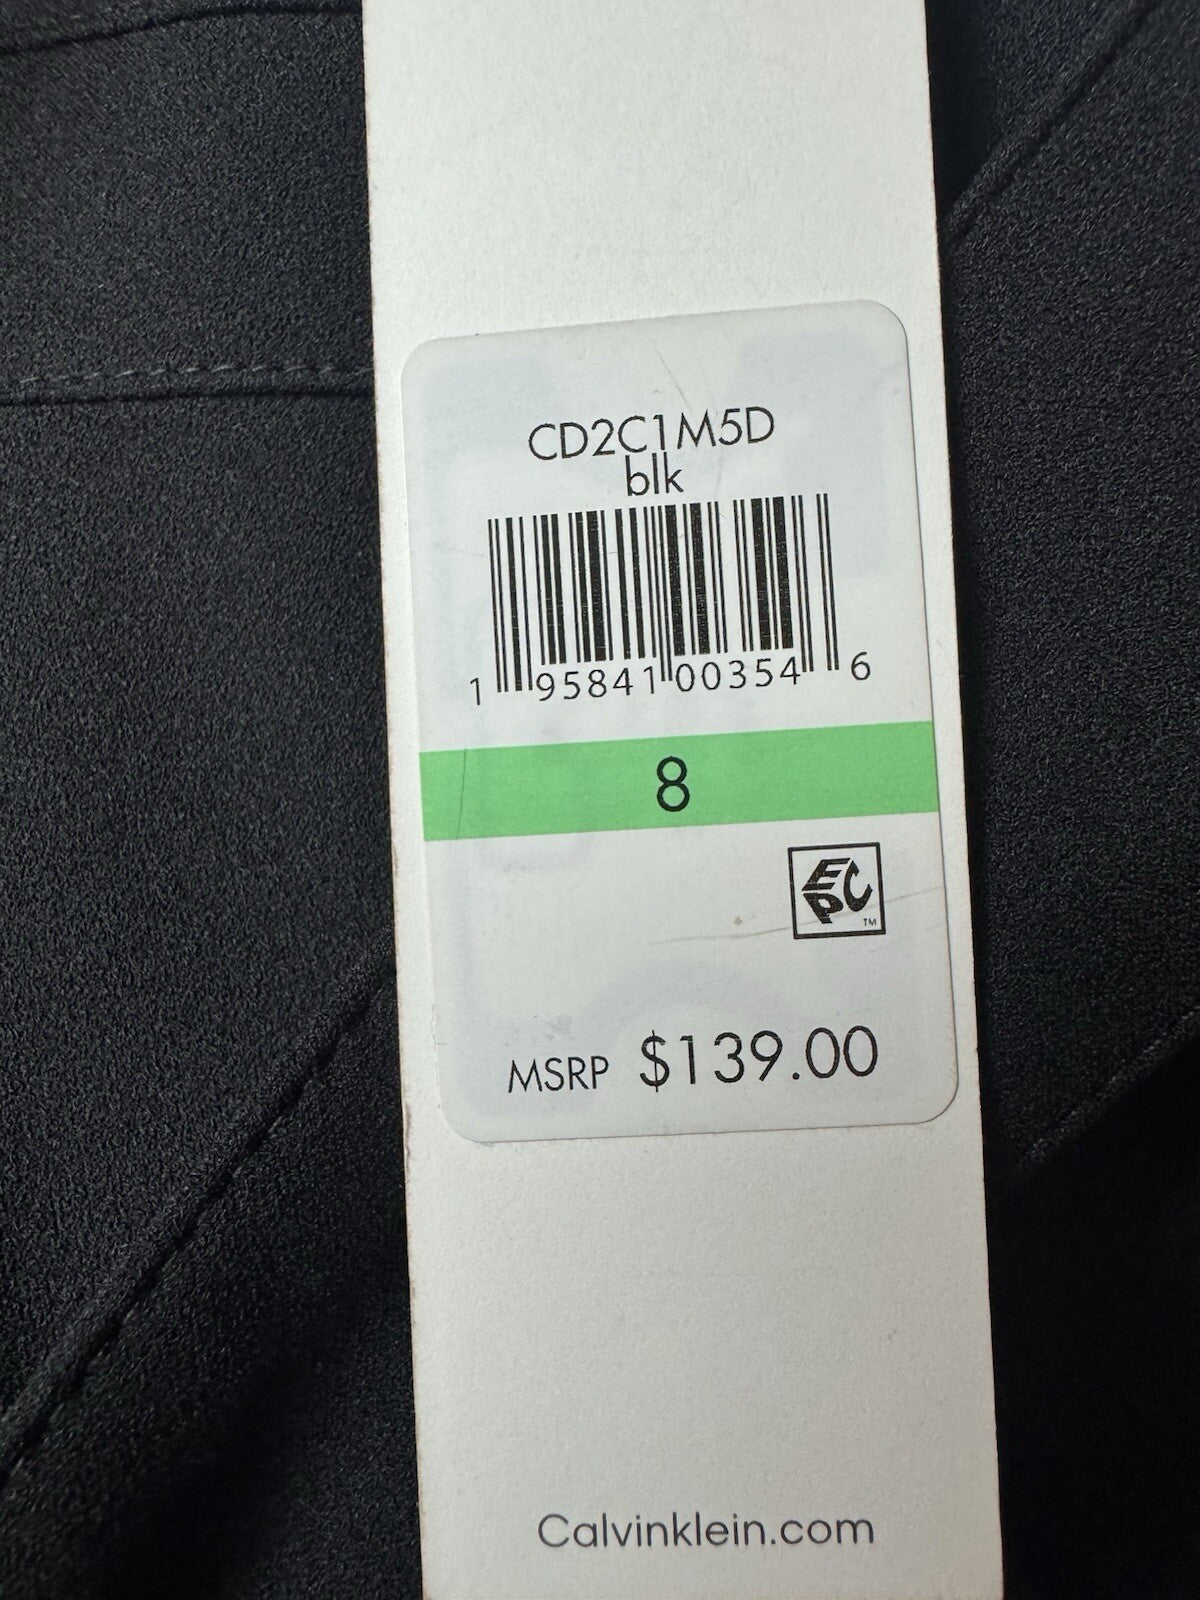 CD2C1M5D
blk
1 95841 00354 6
8
EPC
TM
MSRP $139.00
Calvinklein.com